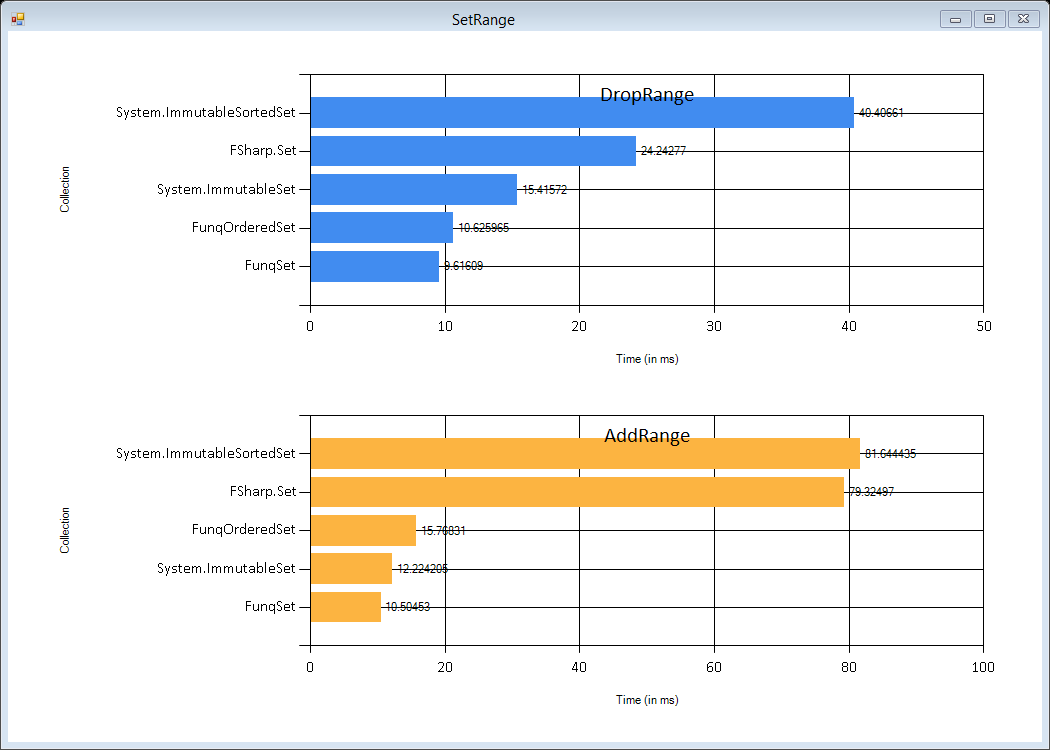 SetRange
DropRange
System.ImmutableSortedSet 40.40661
FSharp.Set 24.24277
System.ImmutableSet 15.41572
FunqOrderedSet 10.625965
FunqSet 9.61609
Collection
0 10 20 30 40 50
Time (in ms)
AddRange
System.ImmutableSortedSet 81.644435
FSharp.Set 79.32497
FunqOrderedSet 15.76831
System.ImmutableSet 12.224205
FunqSet 10.50453
Collection
0 20 40 60 80 100
Time (in ms)